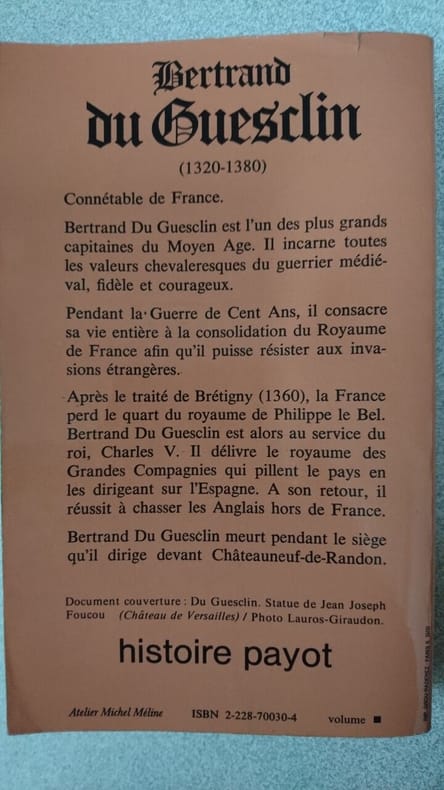 Bertrand
du Guesclin
(1320-1380)
Connétable de France.
Bertrand Du Guesclin est l'un des plus grands
capitaines du Moyen Age. Il incarne toutes
les valeurs chevaleresques du guerrier médié-
val, fidèle et courageux.
Pendant la Guerre de Cent Ans, il consacre
sa vie entière à la consolidation du Royaume
de France afin qu'il puisse résister aux inva-
sions étrangères.
Après le traité de Brétigny (1360), la France
perd le quart du royaume de Philippe le Bel.
Bertrand Du Guesclin est alors au service du
roi, Charles V. Il délivre le royaume des
Grandes Compagnies qui pillent le pays en
les dirigeant sur l'Espagne. A son retour, il
réussit à chasser les Anglais hors de France.
Bertrand Du Guesclin meurt pendant le siège
qu'il dirige devant Châteauneuf-de-Randon.
Document couverture : Du Guesclin. Statue de Jean Joseph
Foucou (Château de Versailles) / Photo Lauros-Giraudon.
histoire payot
Atelier Michel Méline ISBN 2-228-70030-4 volume ■